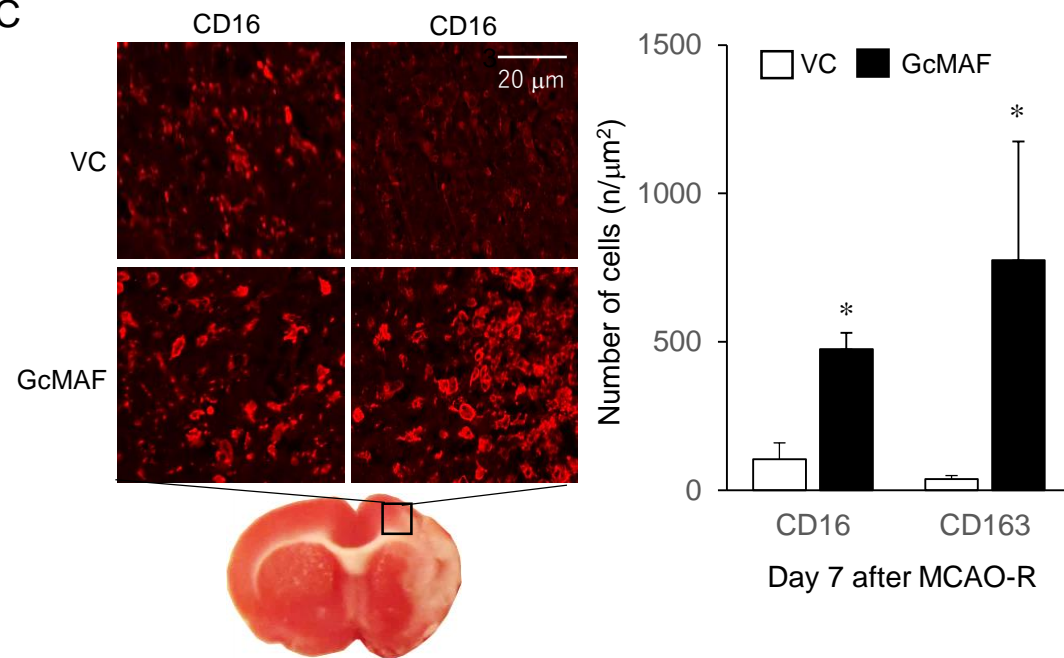 C
CD16
CD16
3
20 μm
VC
GcMAF
1500
1000
500
0
Number of cells (n/μm²)
VC
GcMAF
*
*
CD16
CD163
Day 7 after MCAO-R